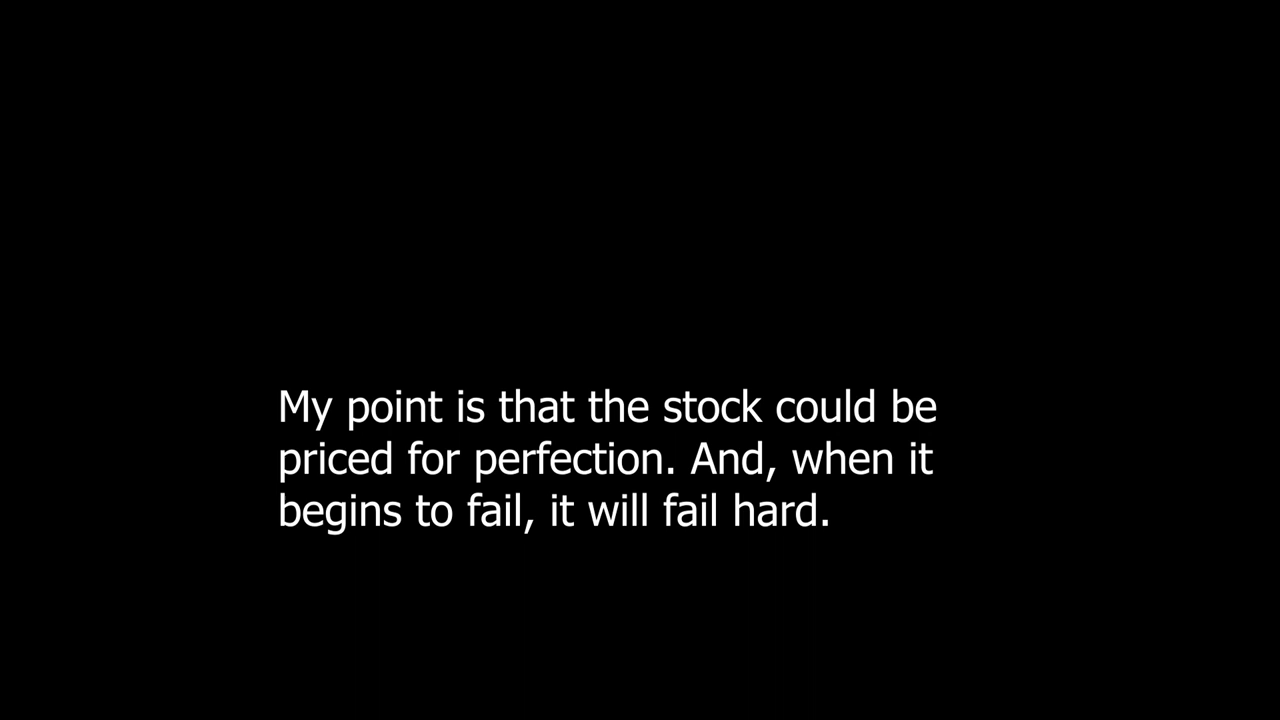 My point is that the stock could be
priced for perfection. And, when it
begins to fail, it will fail hard.